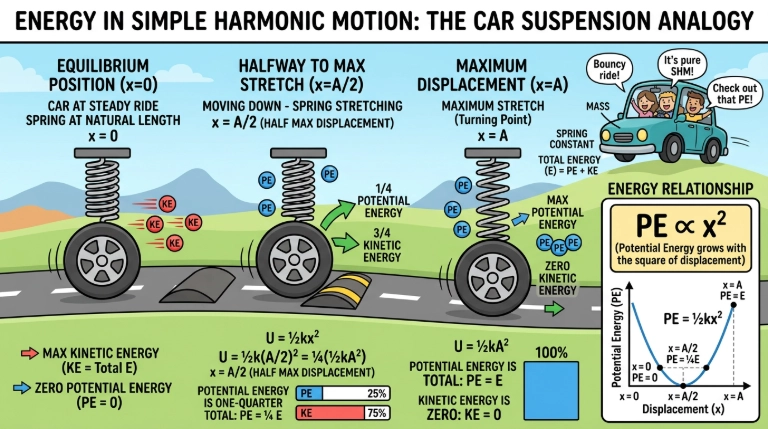 ENERGY IN SIMPLE HARMONIC MOTION: THE CAR SUSPENSION ANALOGY
EQUILIBRIUM
POSITION (x=0)
CAR AT STEADY RIDE
SPRING AT NATURAL LENGTH
x = 0
KE
KE
KE
KE
MAX KINETIC ENERGY
(KE = Total E)
ZERO POTENTIAL ENERGY
(PE = 0)
HALFWAY TO MAX
STRETCH (x=A/2)
MOVING DOWN - SPRING STRETCHING
x = A/2 (HALF MAX DISPLACEMENT)
PE
PE
PE
1/4
POTENTIAL
ENERGY
3/4
KINETIC
ENERGY
U = ½kx²
U = ½k(A/2)² = ¼(½kA²)
x = A/2 (HALF MAX DISPLACEMENT)
POTENTIAL ENERGY
IS ONE-QUARTER
TOTAL: PE = ¼ E
PE 25%
KE 75%
MAXIMUM
DISPLACEMENT (x=A)
MAXIMUM STRETCH
(Turning Point)
x = A
PE
PE
PE
MAX
POTENTIAL
ENERGY
PE PE PE
ZERO
KINETIC
ENERGY
U = ½kA²
POTENTIAL ENERGY IS
TOTAL: PE = E
KINETIC ENERGY IS
ZERO: KE = 0
100%
Bouncy
ride!
It's pure
SHM!
Check out
that PE!
MASS
SPRING
CONSTANT
TOTAL ENERGY
(E) = PE + KE
ENERGY RELATIONSHIP
PE ∝ x²
(Potential Energy grows with
the square of displacement)
Potential Energy (PE)
PE = ½kx²
x = A
PE = E
x = A/2
PE = ¼E
x = 0
PE = 0
x = 0
x = A/2
x = A
Displacement (x)